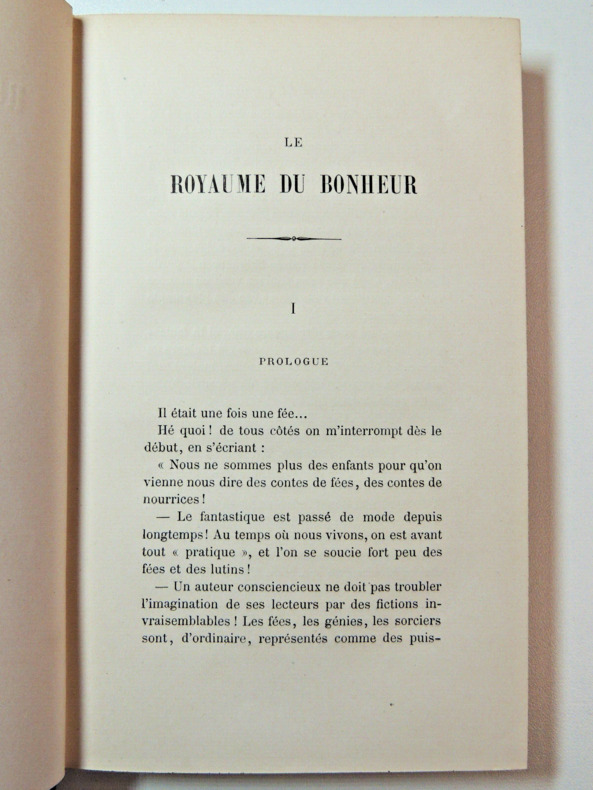 LE
ROYAUME DU BONHEUR
I
PROLOGUE
Il était une fois une fée...
Hé quoi! de tous côtés on m'interrompt dès le
début, en s'écriant :
« Nous ne sommes plus des enfants pour qu'on
vienne nous dire des contes de fées, des contes de
nourrices!
— Le fantastique est passé de mode depuis
longtemps! Au temps où nous vivons, on est avant
tout « pratique », et l'on se soucie fort peu des
fées et des lutins!
— Un auteur consciencieux ne doit pas troubler
l'imagination de ses lecteurs par des fictions in-
vraisemblables! Les fées, les génies, les sorciers
sont, d'ordinaire, représentés comme des puis-